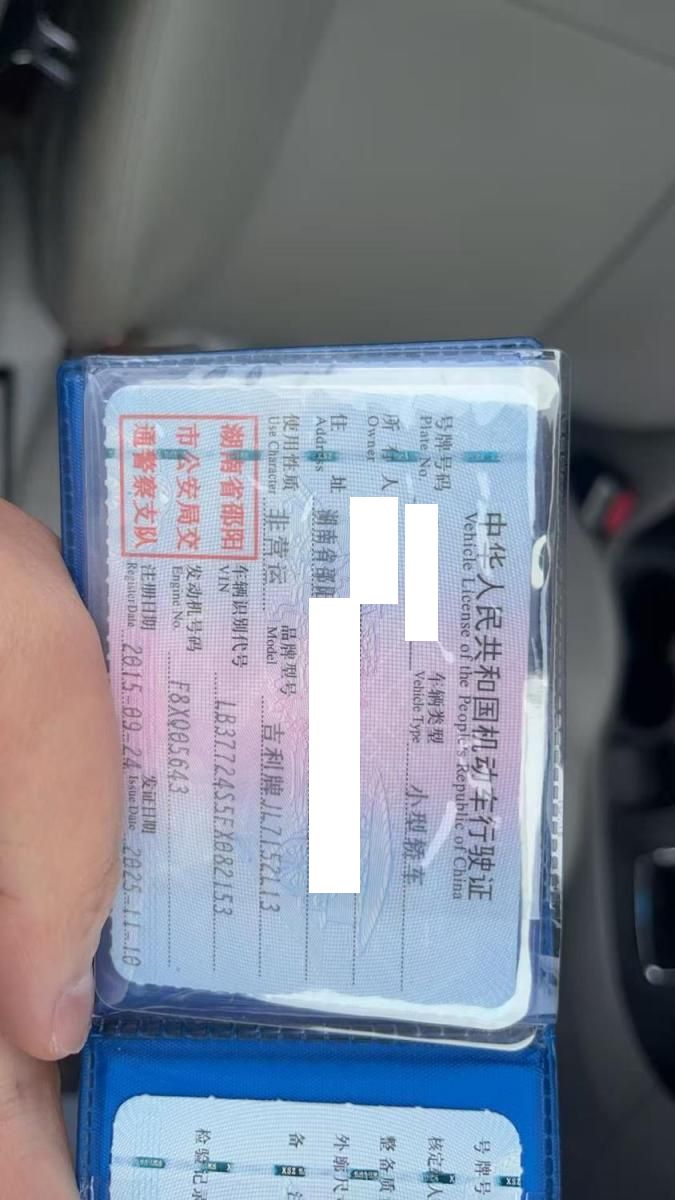 中华人民共和国机动车行驶证
Vehicle License of the People's Republic of China
号牌号码
Plate No.
车辆类型 小型轿车
Vehicle Type
所有人
Owner
住址 湖南省邵阳
Address
使用性质 非营运
Use Character
品牌型号 吉利牌JL7152L13
Model
车辆识别代号 LB37724S5FX082153
VIN
发动机号码 F8XQ05643
Engine No.
注册日期 2015-09-24
Register Date
发证日期 2025-11-10
Issue Date
湖南省邵阳
市公安局交
通警察支队
号牌号
核定 人
整备质
外廓尺
备
检验记录